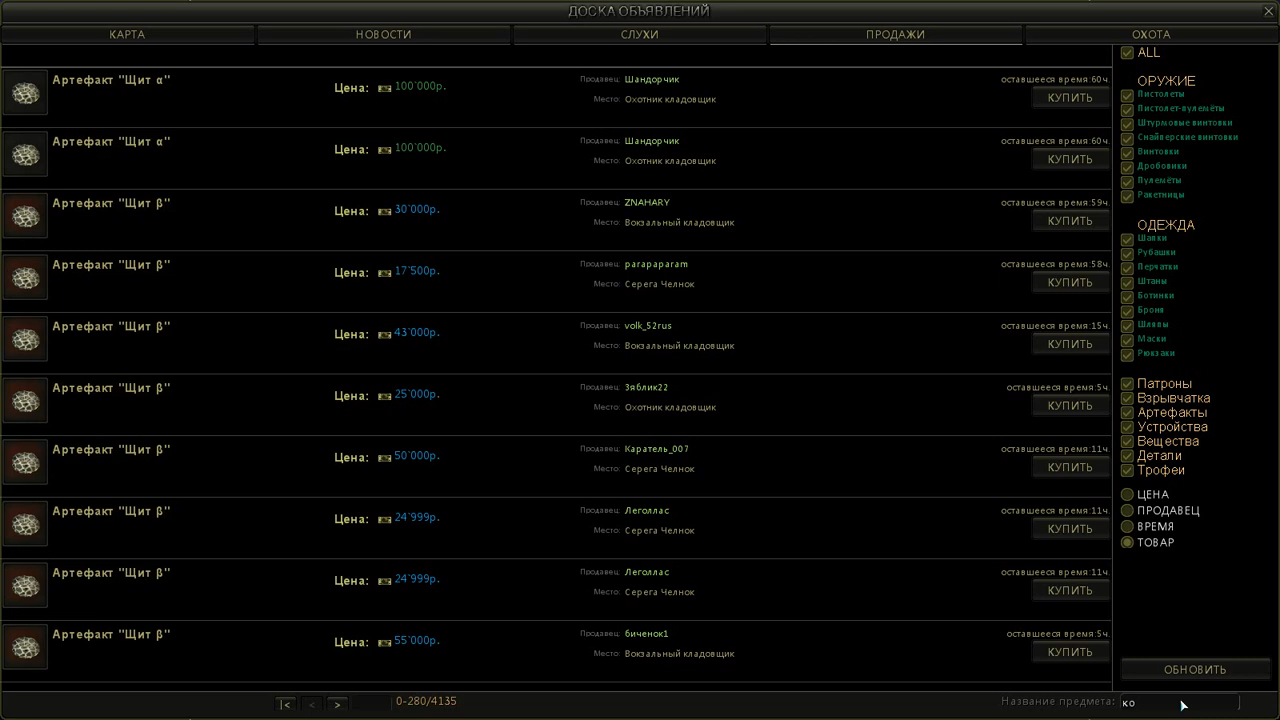 ДОСКА ОБЪЯВЛЕНИЙ
КАРТА НОВОСТИ СЛУХИ ПРОДАЖИ ОХОТА
Артефакт "Щит α" Цена: 100'000р. Продавец: Шандорчик оставшееся время:60ч.
Место: Охотник кладовщик КУПИТЬ
Артефакт "Щит α" Цена: 100'000р. Продавец: Шандорчик оставшееся время:60ч.
Место: Охотник кладовщик КУПИТЬ
Артефакт "Щит β" Цена: 30'000р. Продавец: ZNAHARY оставшееся время:59ч.
Место: Вокзальный кладовщик КУПИТЬ
Артефакт "Щит β" Цена: 17'500р. Продавец: parapaparam оставшееся время:58ч.
Место: Серега Челнок КУПИТЬ
Артефакт "Щит β" Цена: 43'000р. Продавец: volk_52rus оставшееся время:15ч.
Место: Вокзальный кладовщик КУПИТЬ
Артефакт "Щит β" Цена: 25'000р. Продавец: Зяблик22 оставшееся время:5ч.
Место: Охотник кладовщик КУПИТЬ
Артефакт "Щит β" Цена: 50'000р. Продавец: Каратель_007 оставшееся время:11ч.
Место: Серега Челнок КУПИТЬ
Артефакт "Щит β" Цена: 24'999р. Продавец: Леголлас оставшееся время:11ч.
Место: Серега Челнок КУПИТЬ
Артефакт "Щит β" Цена: 24'999р. Продавец: Леголлас оставшееся время:11ч.
Место: Серега Челнок КУПИТЬ
Артефакт "Щит β" Цена: 55'000р. Продавец: биченок1 оставшееся время:5ч.
Место: Вокзальный кладовщик КУПИТЬ
ALL
ОРУЖИЕ
Пистолеты
Пистолет-пулемёты
Штурмовые винтовки
Снайперские винтовки
Винтовки
Дробовики
Пулемёты
Ракетницы
ОДЕЖДА
Шавки
Рубашки
Перчатки
Штаны
Ботинки
Броня
Шляпы
Маски
Рюкзаки
Патроны
Взрывчатка
Артефакты
Устройства
Вещества
Детали
Трофеи
ЦЕНА
ПРОДАВЕЦ
ВРЕМЯ
ТОВАР
ОБНОВИТЬ
|< < > 0-280/4135 Название предмета: ко